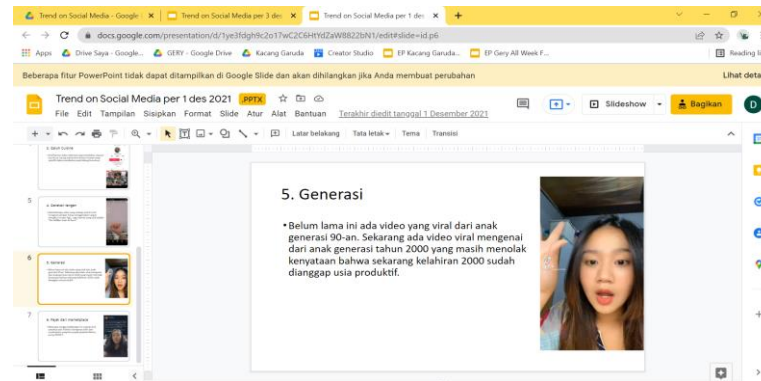 Trend on Social Media - Google
Trend on Social Media per 3 des
Trend on Social Media per 1 des
docs.google.com/presentation/d/1ye3fdgh9c2o17wC2C6HtYdZaW8822bN1/edit#slide=id.p6
Apps Drive Saya - Google... GERY - Google Drive Kacang Garuda Creator Studio EP Kacang Garuda... EP Gery All Week F... Reading li
Beberapa fitur PowerPoint tidak dapat ditampilkan di Google Slide dan akan dihilangkan jika Anda membuat perubahan Lihat deta
Trend on Social Media per 1 des 2021 .PPTX
File Edit Tampilan Sisipkan Format Slide Atur Alat Bantuan Terakhir diedit tanggal 1 Desember 2021
Slideshow Bagikan D
Latar belakang Tata letak Tema Transisi
5
6
5. Generasi
7
5. Generasi
• Belum lama ini ada video yang viral dari anak
generasi 90-an. Sekarang ada video viral mengenai
dari anak generasi tahun 2000 yang masih menolak
kenyataan bahwa sekarang kelahiran 2000 sudah
dianggap usia produktif.